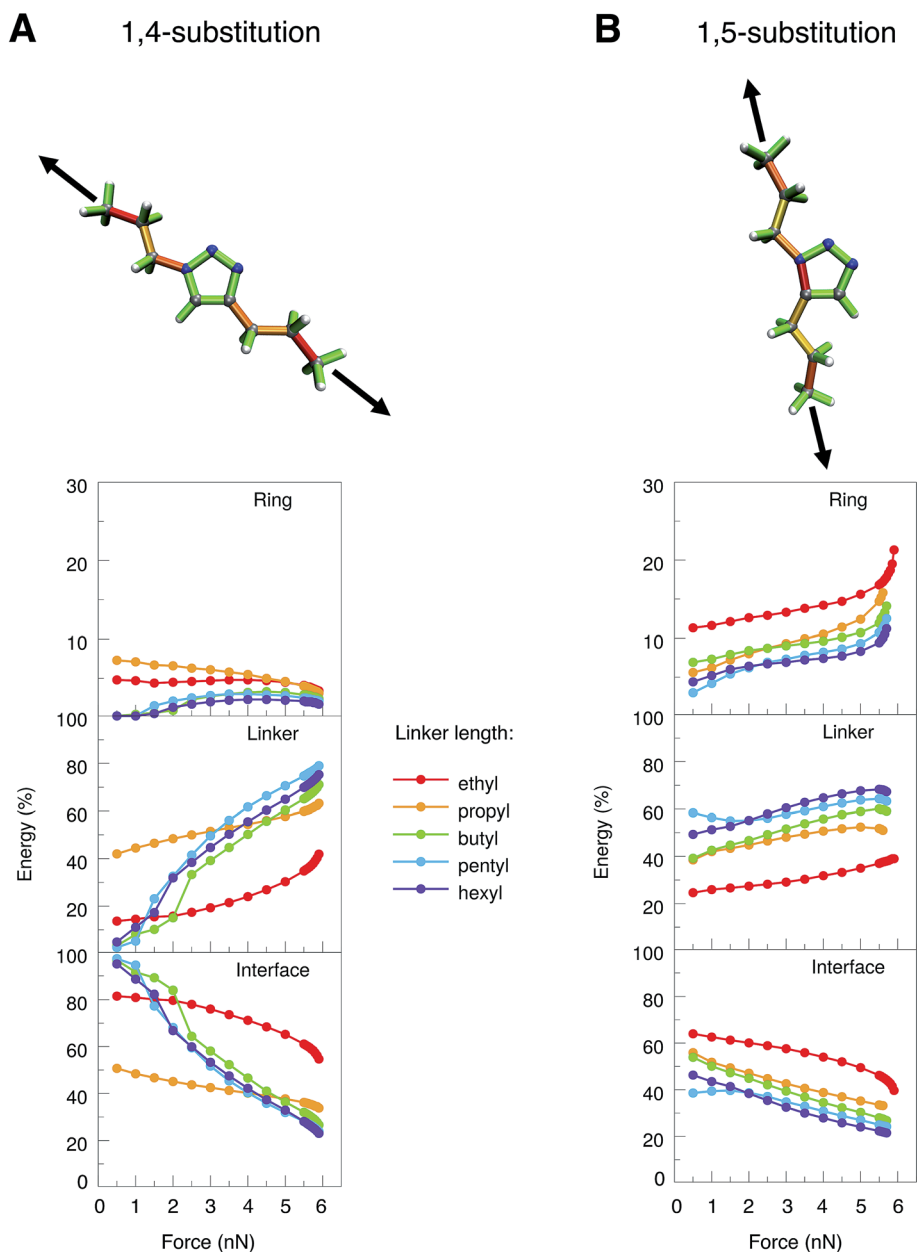 A 1,4-substitution
B 1,5-substitution
30
Ring
20
10
100
Linker
80
60
40
20
100
Interface
80
60
40
20
0
0 1 2 3 4 5 6
Force (nN)
Energy (%)
Linker length:
ethyl
propyl
butyl
pentyl
hexyl
30
Ring
20
10
100
Linker
80
60
40
20
100
Interface
80
60
40
20
0
0 1 2 3 4 5 6
Force (nN)
Energy (%)